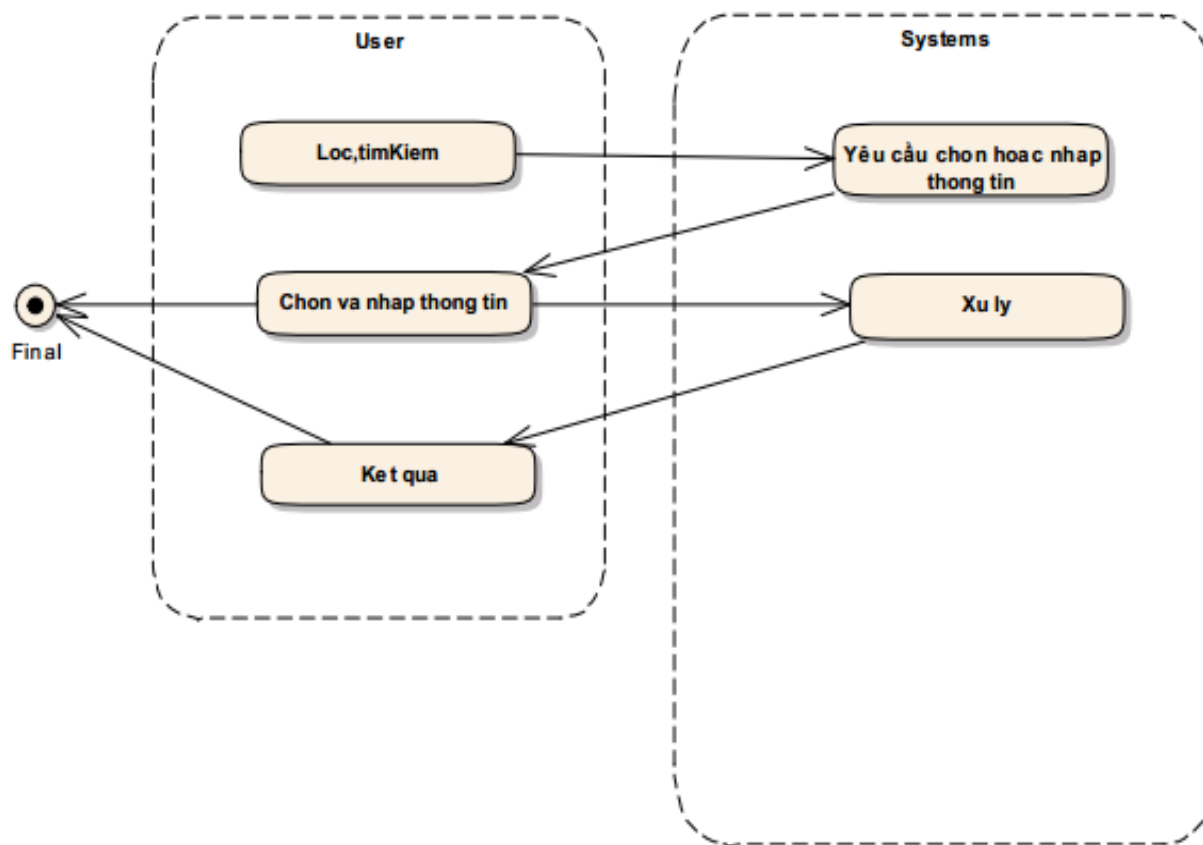 User
Systems
Loc,timKiem
Yêu cầu chon hoac nhap
thong tin
Chon va nhap thong tin
Xu ly
Final
Ket qua